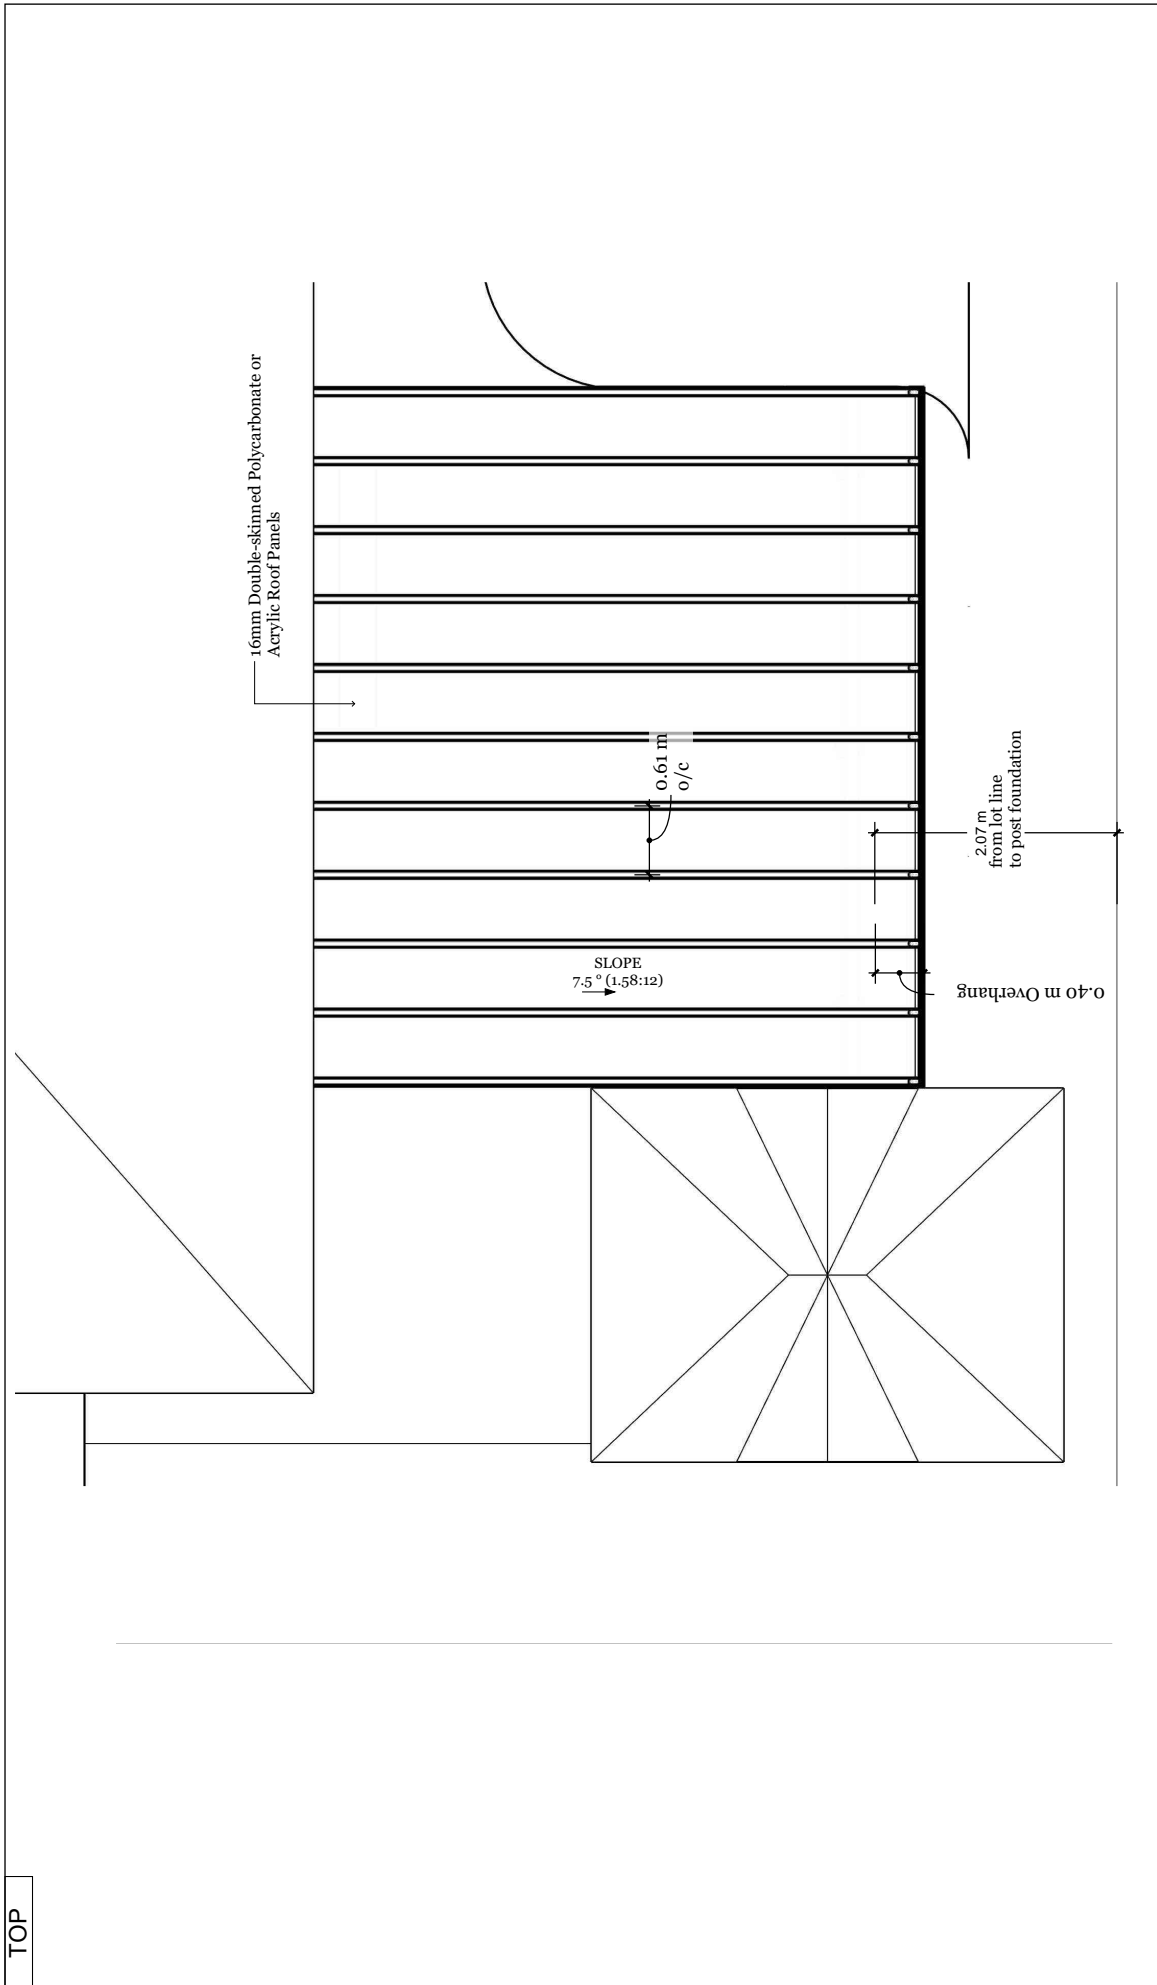 16mm Double-skinned Polycarbonate or
Acrylic Roof Panels
0.61 m
o/c
2.07 m
from lot line
to post foundation
SLOPE
7.5 ° (1.58:12)
0.40 m Overhang
TOP